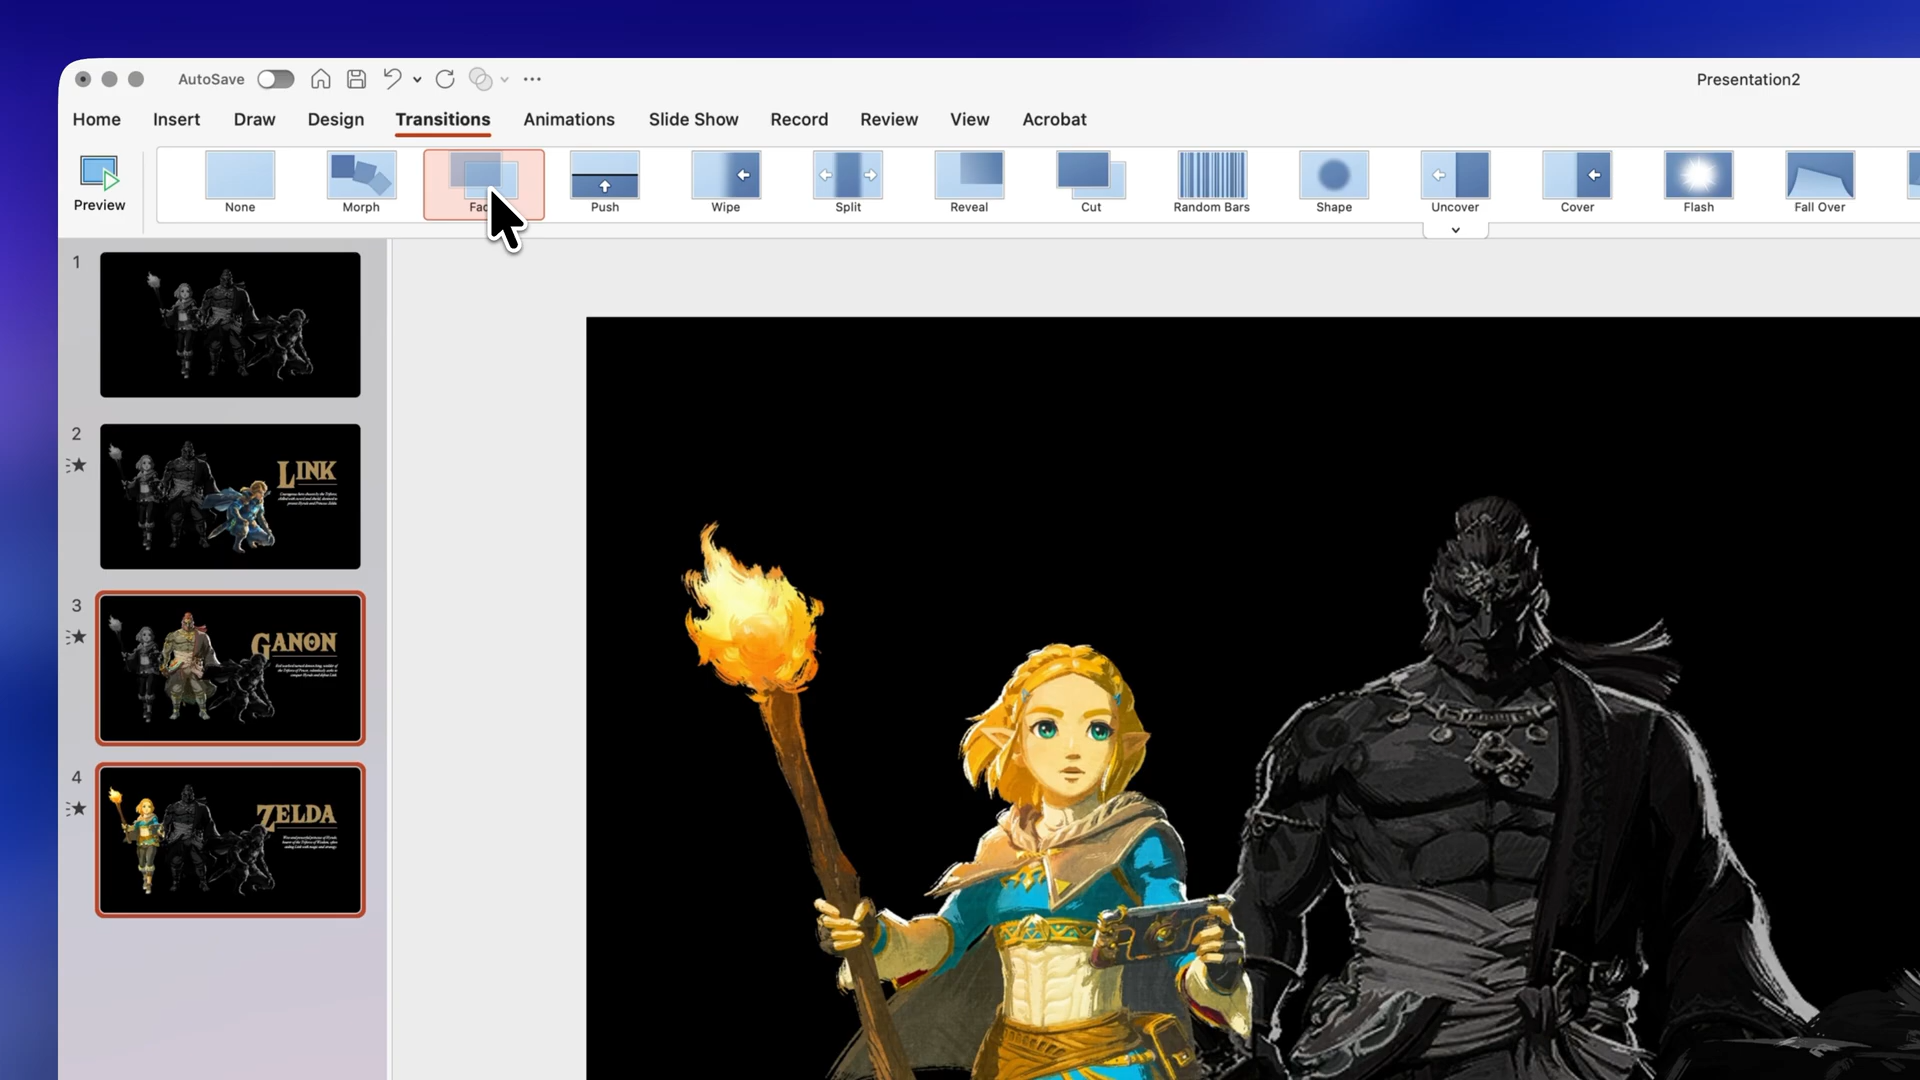 AutoSave
Presentation2
Home Insert Draw Design Transitions Animations Slide Show Record Review View Acrobat
Preview
None Morph Push Wipe Split Reveal Cut Random Bars Shape Uncover Cover Flash Fall Over
1
2
LINK
3
GANON
4
ZELDA